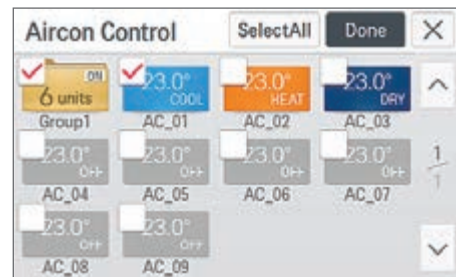 Aircon Control SelectAll Done
ON
6 units 23.0° COOL 23.0° HEAT 23.0° DRY
Group1 AC_01 AC_02 AC_03
23.0° OFF 23.0° OFF 23.0° OFF 23.0° OFF
AC_04 AC_05 AC_06 AC_07
1/1
23.0° OFF 23.0° OFF
AC_08 AC_09